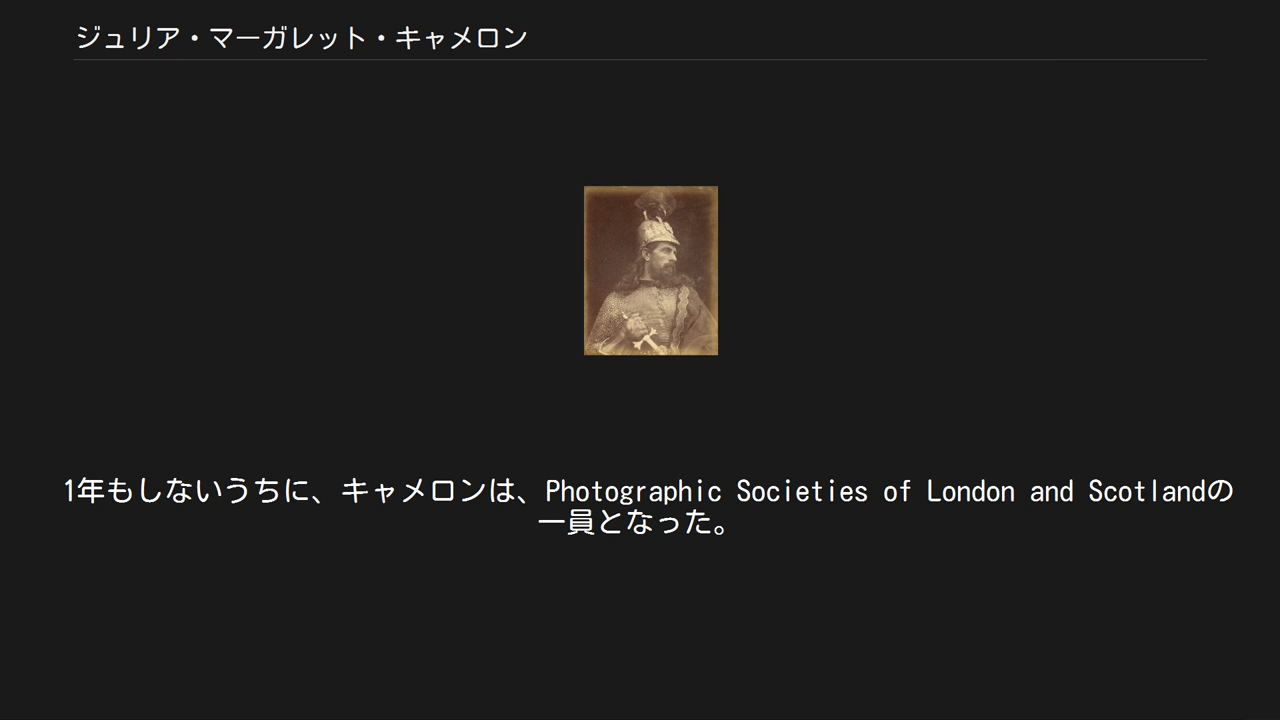 ジュリア・マーガレット・キャメロン
1年もしないうちに、キャメロンは、Photographic Societies of London and Scotlandの
一員となった。